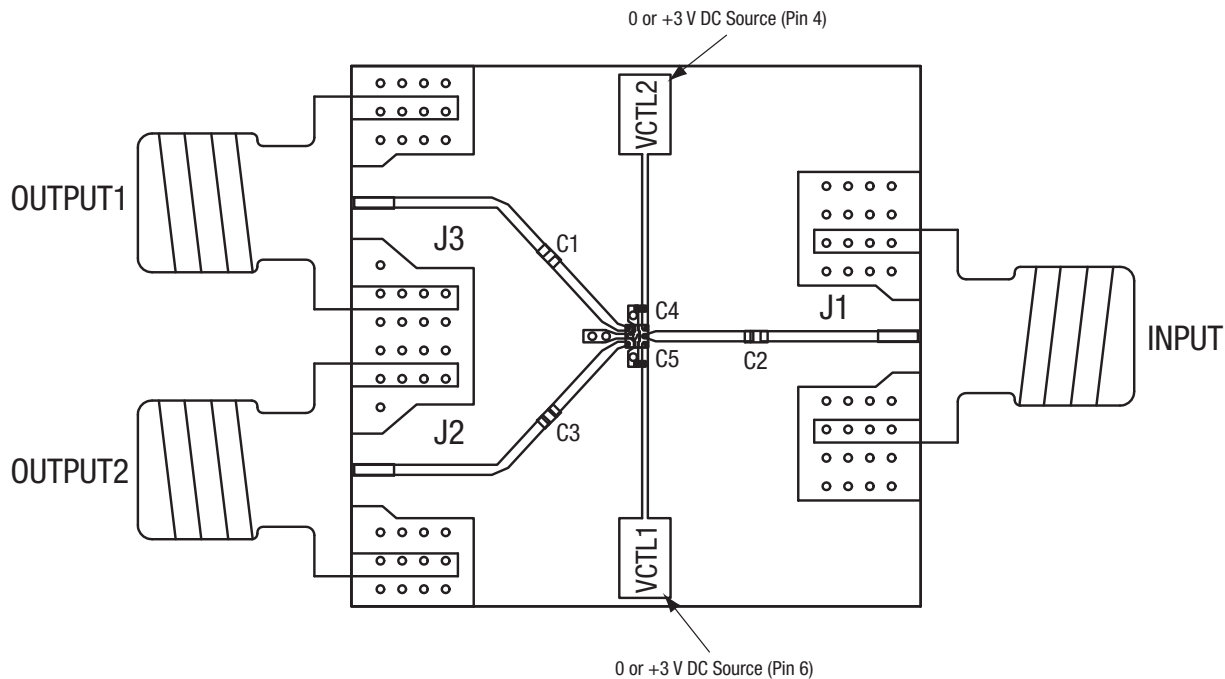 0 or +3 V DC Source (Pin 4)
VCTL2
OUTPUT1
J3
C1
C4
J1
INPUT
C5
C2
J2
C3
OUTPUT2
VCTL1
0 or +3 V DC Source (Pin 6)